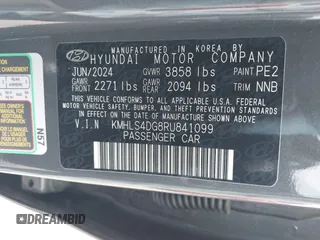 MANUFACTURED IN KOREA BY
HYUNDAI MOTOR COMPANY
JUN/2024 GVWR 3858 lbs PAINT PE2
GAWR FRONT 2271 lbs GAWR REAR 2094 lbs TRIM NNB
THIS VEHICLE CONFORMS TO ALL APPLICABLE
FEDERAL MOTOR VEHICLE SAFETY, BUMPER, AND
THEFT PREVENTION STANDARDS IN EFFECT ON
THE DATE OF MANUFACTURE SHOWN ABOVE.
V.I.N KMHLS4DG8RU841099
PASSENGER CAR
N57
DREAMBID